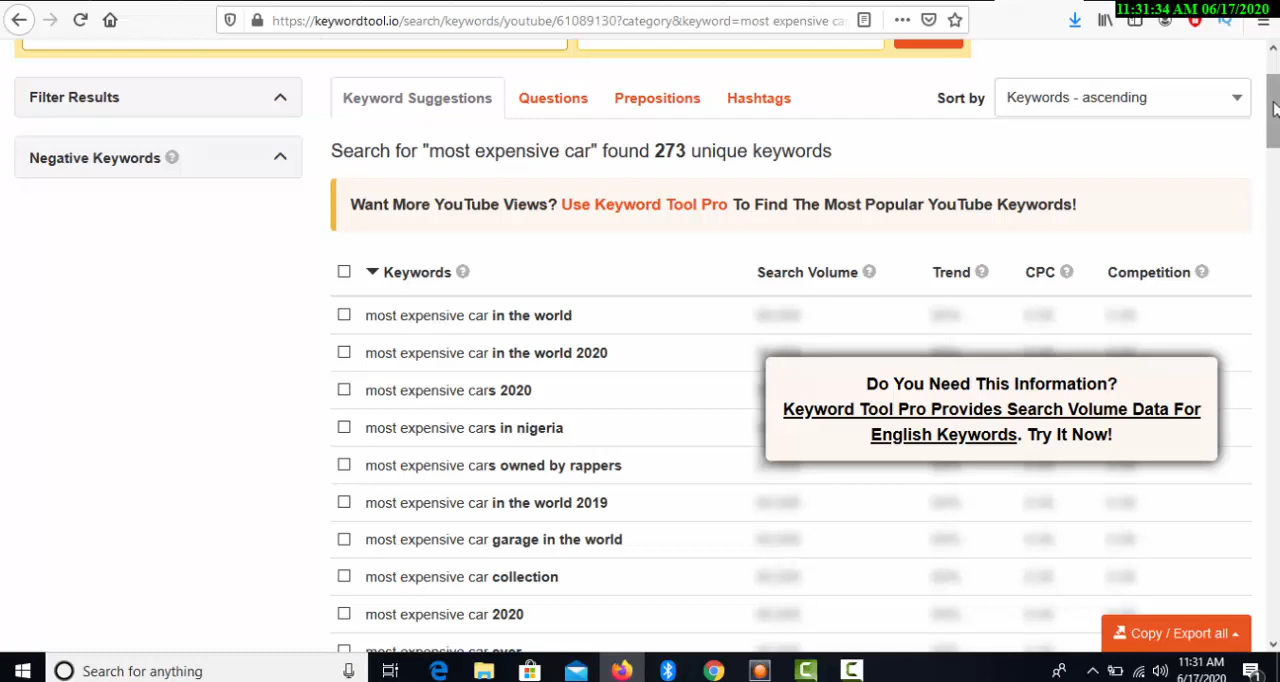 11:31:34 AM 06/17/2020
https://keywordtool.io/search/keywords/youtube/61089130?category&keyword=most expensive ca
Filter Results
Negative Keywords
Keyword Suggestions
Questions
Prepositions
Hashtags
Sort by
Keywords - ascending
Search for "most expensive car" found 273 unique keywords
Want More YouTube Views? Use Keyword Tool Pro To Find The Most Popular YouTube Keywords!
Keywords
Search Volume
Trend
CPC
Competition
most expensive car in the world
most expensive car in the world 2020
most expensive cars 2020
most expensive cars in nigeria
most expensive cars owned by rappers
most expensive car in the world 2019
most expensive car garage in the world
most expensive car collection
most expensive car 2020
Do You Need This Information?
Keyword Tool Pro Provides Search Volume Data For
English Keywords. Try It Now!
Copy / Export all
Search for anything
11:31 AM
6/17/2020